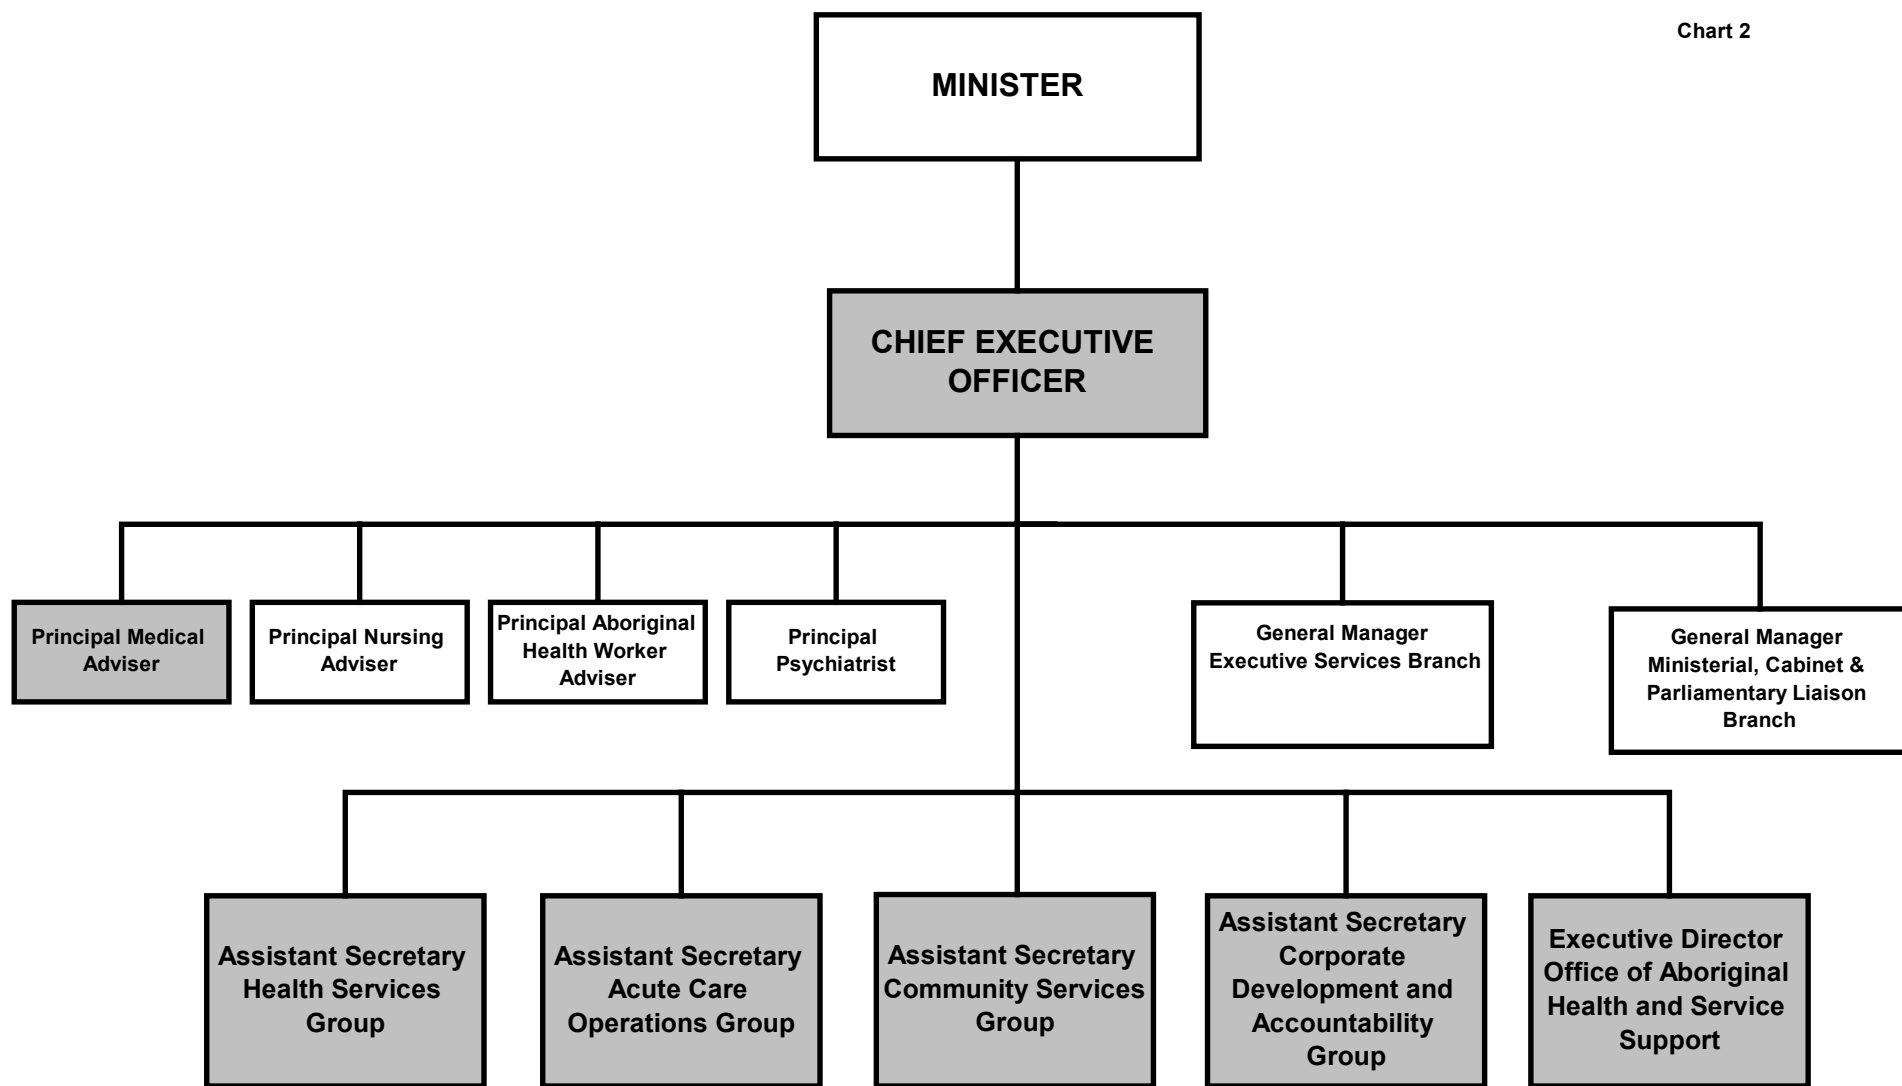 Chart 2
MINISTER
CHIEF EXECUTIVE
OFFICER
Principal Medical
Adviser
Principal Nursing
Adviser
Principal Aboriginal
Health Worker
Adviser
Principal
Psychiatrist
General Manager
Executive Services Branch
General Manager
Ministerial, Cabinet &
Parliamentary Liaison
Branch
Assistant Secretary
Health Services
Group
Assistant Secretary
Acute Care
Operations Group
Assistant Secretary
Community Services
Group
Assistant Secretary
Corporate
Development and
Accountability
Group
Executive Director
Office of Aboriginal
Health and Service
Support